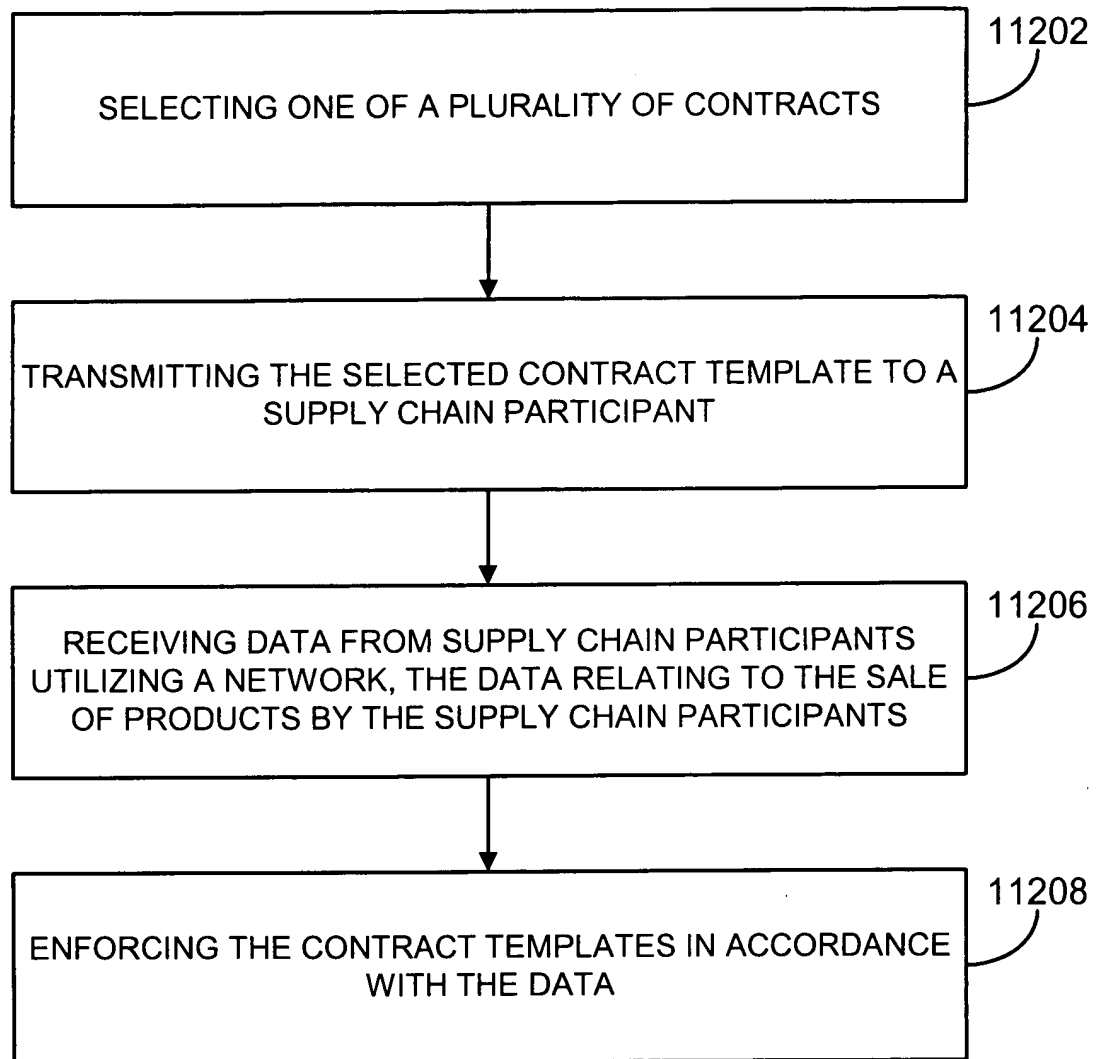 11202
SELECTING ONE OF A PLURALITY OF CONTRACTS
11204
TRANSMITTING THE SELECTED CONTRACT TEMPLATE TO A
SUPPLY CHAIN PARTICIPANT
11206
RECEIVING DATA FROM SUPPLY CHAIN PARTICIPANTS
UTILIZING A NETWORK, THE DATA RELATING TO THE SALE
OF PRODUCTS BY THE SUPPLY CHAIN PARTICIPANTS
11208
ENFORCING THE CONTRACT TEMPLATES IN ACCORDANCE
WITH THE DATA